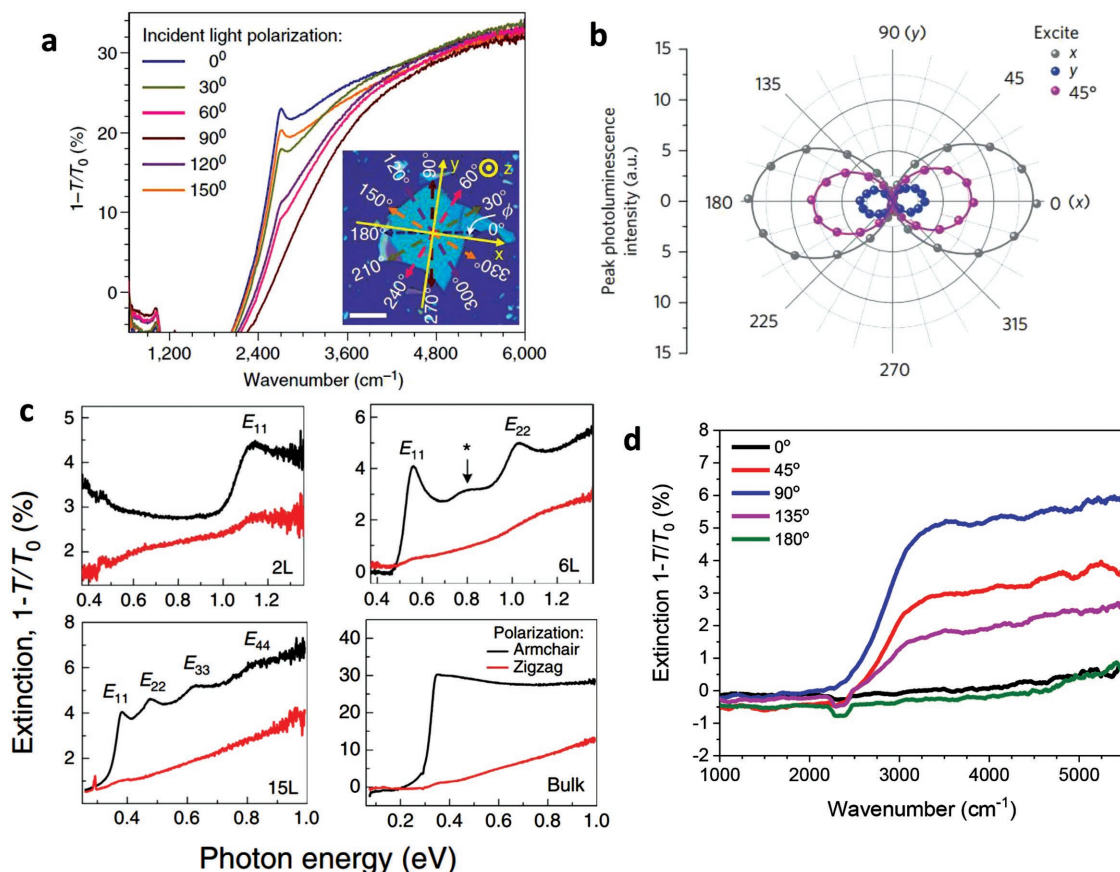 a
Incident light polarization:
0⁰
30⁰
60⁰
90⁰
120⁰
150⁰
1–T/T₀ (%)
30
20
10
0
1,200
2,400
3,600
4,800
6,000
Wavenumber (cm⁻¹)
120°
90°
y
60°
z
150°
30°
ϕ
180°
0°
x
210°
330°
240°
270°
300°
b
Peak photoluminescence
intensity (a.u.)
15
10
5
0
5
10
15
90 (y)
135
45
180
0 (x)
225
315
270
Excite
x
y
45°
c
Extinction, 1-T/T₀ (%)
5
4
3
2
E₁₁
2L
0.4 0.6 0.8 1.0 1.2
6
4
2
0
E₁₁
*
E₂₂
6L
0.4 0.6 0.8 1.0 1.2
8
6
4
2
E₁₁
E₂₂
E₃₃
E₄₄
15L
0.4 0.6 0.8 1.0
40
30
20
10
0
Polarization:
Armchair
Zigzag
Bulk
0.2 0.4 0.6 0.8 1.0
Photon energy (eV)
d
0º
45º
90º
135º
180º
Extinction 1-T/T₀ (%)
8
7
6
5
4
3
2
1
0
-1
-2
1000 2000 3000 4000 5000
Wavenumber (cm⁻¹)